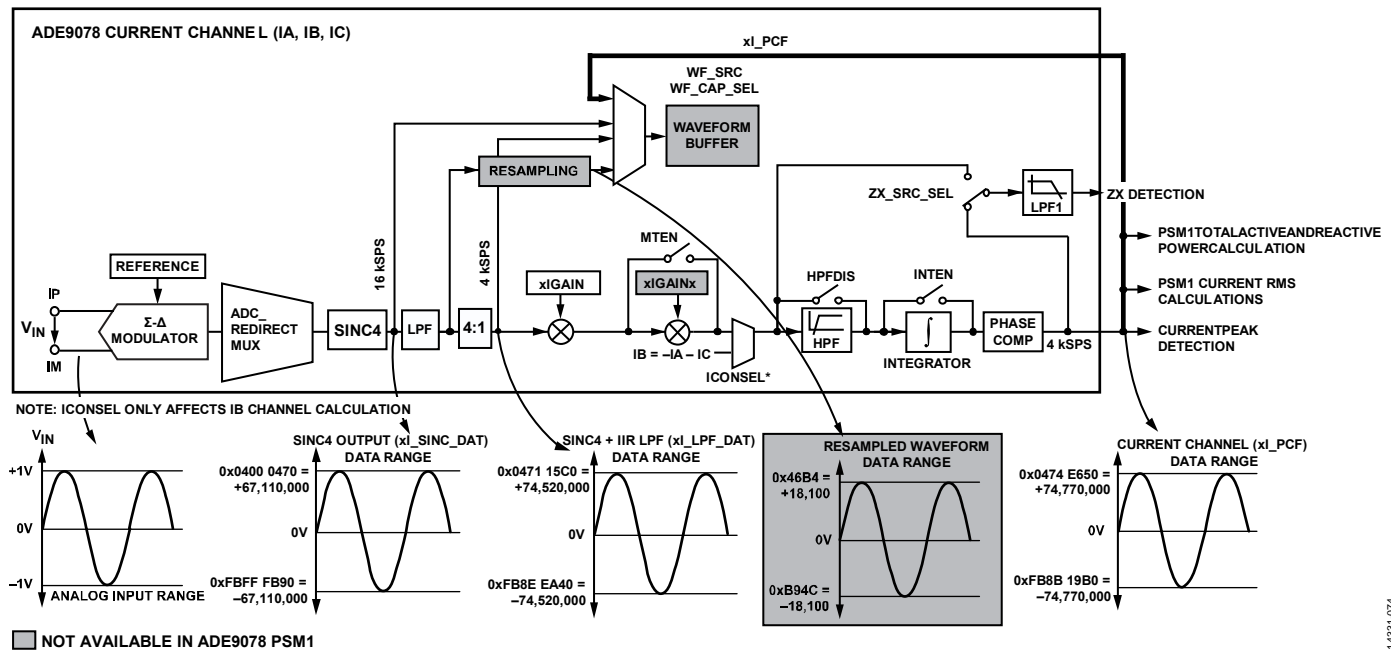 ADE9078 CURRENT CHANNEL (IA, IB, IC)
xI_PCF
WF_SRC
WF_CAP_SEL
WAVEFORM
BUFFER
RESAMPLING
ZX_SRC_SEL
LPF1
ZX DETECTION
16 kSPS
4 kSPS
MTEN
REFERENCE
xIGAIN
xIGAINx
HPFDIS
INTEN
PSM1TOTALACTIVEANDREACTIVE
POWERCALCULATION
PSM1 CURRENT RMS
CALCULATIONS
IP
VIN
IM
Σ-Δ
MODULATOR
ADC_
REDIRECT
MUX
SINC4
LPF
4:1
IB = –IA – IC
ICONSEL*
HPF
∫
INTEGRATOR
PHASE
COMP
4 kSPS
CURRENTPEAK
DETECTION
NOTE: ICONSEL ONLY AFFECTS IB CHANNEL CALCULATION
VIN
+1V
0V
–1V
ANALOG INPUT RANGE
SINC4 OUTPUT (xI_SINC_DAT)
DATA RANGE
0x0400 0470 =
+67,110,000
0V
0xFBFF FB90 =
–67,110,000
SINC4 + IIR LPF (xI_LPF_DAT)
DATA RANGE
0x0471 15C0 =
+74,520,000
0V
0xFB8E EA40 =
–74,520,000
RESAMPLED WAVEFORM
DATA RANGE
0x46B4 =
+18,100
0V
0xB94C =
–18,100
CURRENT CHANNEL (xI_PCF)
DATA RANGE
0x0474 E650 =
+74,770,000
0V
0xFB8B 19B0 =
–74,770,000
NOT AVAILABLE IN ADE9078 PSM1
14331-074